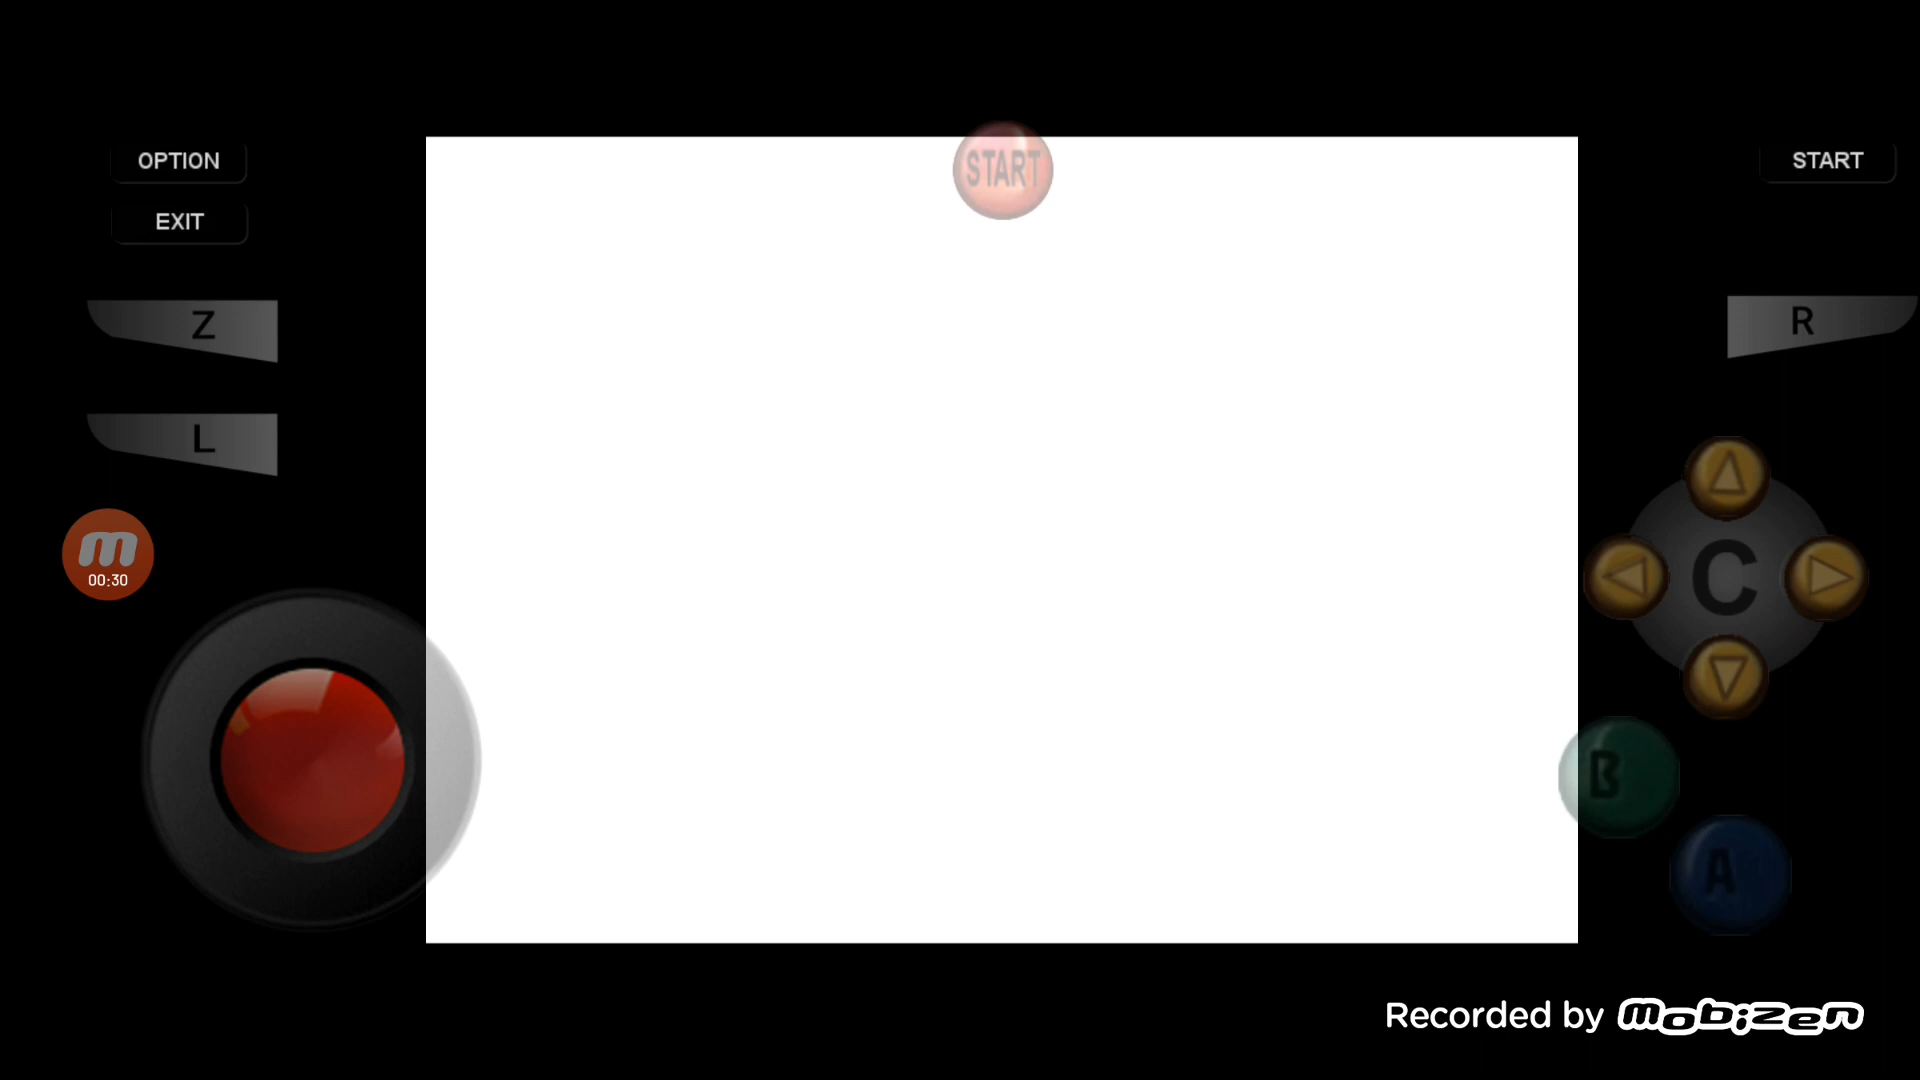 OPTION
START
START
EXIT
Z
R
L
m
00:30
C
B
A
Recorded by mobizen